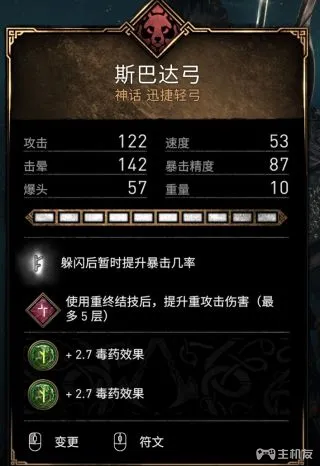 斯巴达弓
神话 迅捷轻弓
攻击 122 速度 53
击晕 142 暴击精度 87
爆头 57 重量 10
躲闪后暂时提升暴击几率
使用重终结技后，提升重攻击伤害（最
多 5 层）
+ 2.7 毒药效果
+ 2.7 毒药效果
变更 符文
主机友